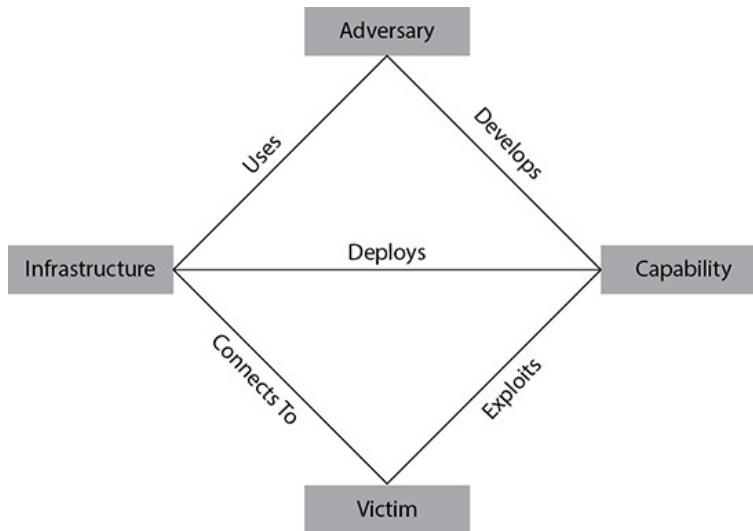 Adversary
Uses
Develops
Infrastructure
Deploys
Capability
Connects To
Exploits
Victim